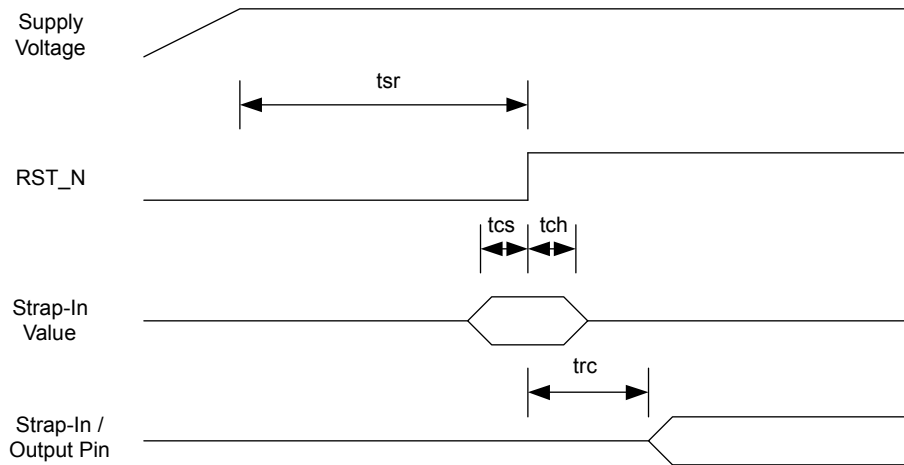 Supply
Voltage
tsr
RST_N
tcs
tch
Strap-In
Value
trc
Strap-In /
Output Pin